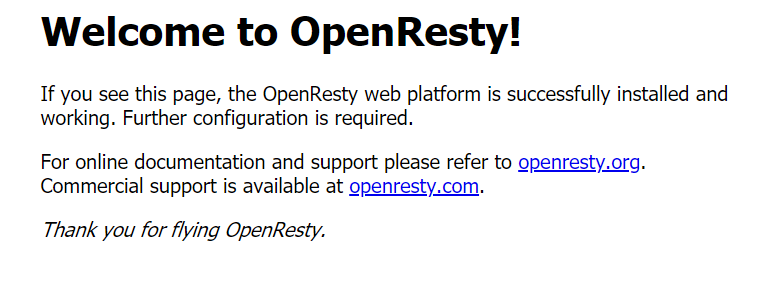 Welcome to OpenResty!
If you see this page, the OpenResty web platform is successfully installed and
working. Further configuration is required.
For online documentation and support please refer to openresty.org.
Commercial support is available at openresty.com.
Thank you for flying OpenResty.